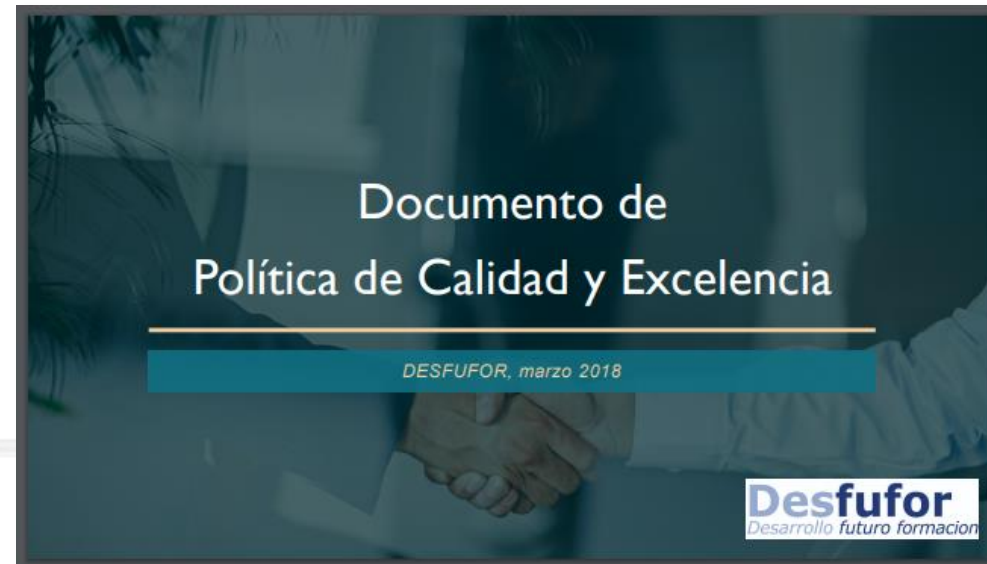 Documento de
Política de Calidad y Excelencia
DESFUFOR, marzo 2018
Desfufor
Desarrollo futuro formacion